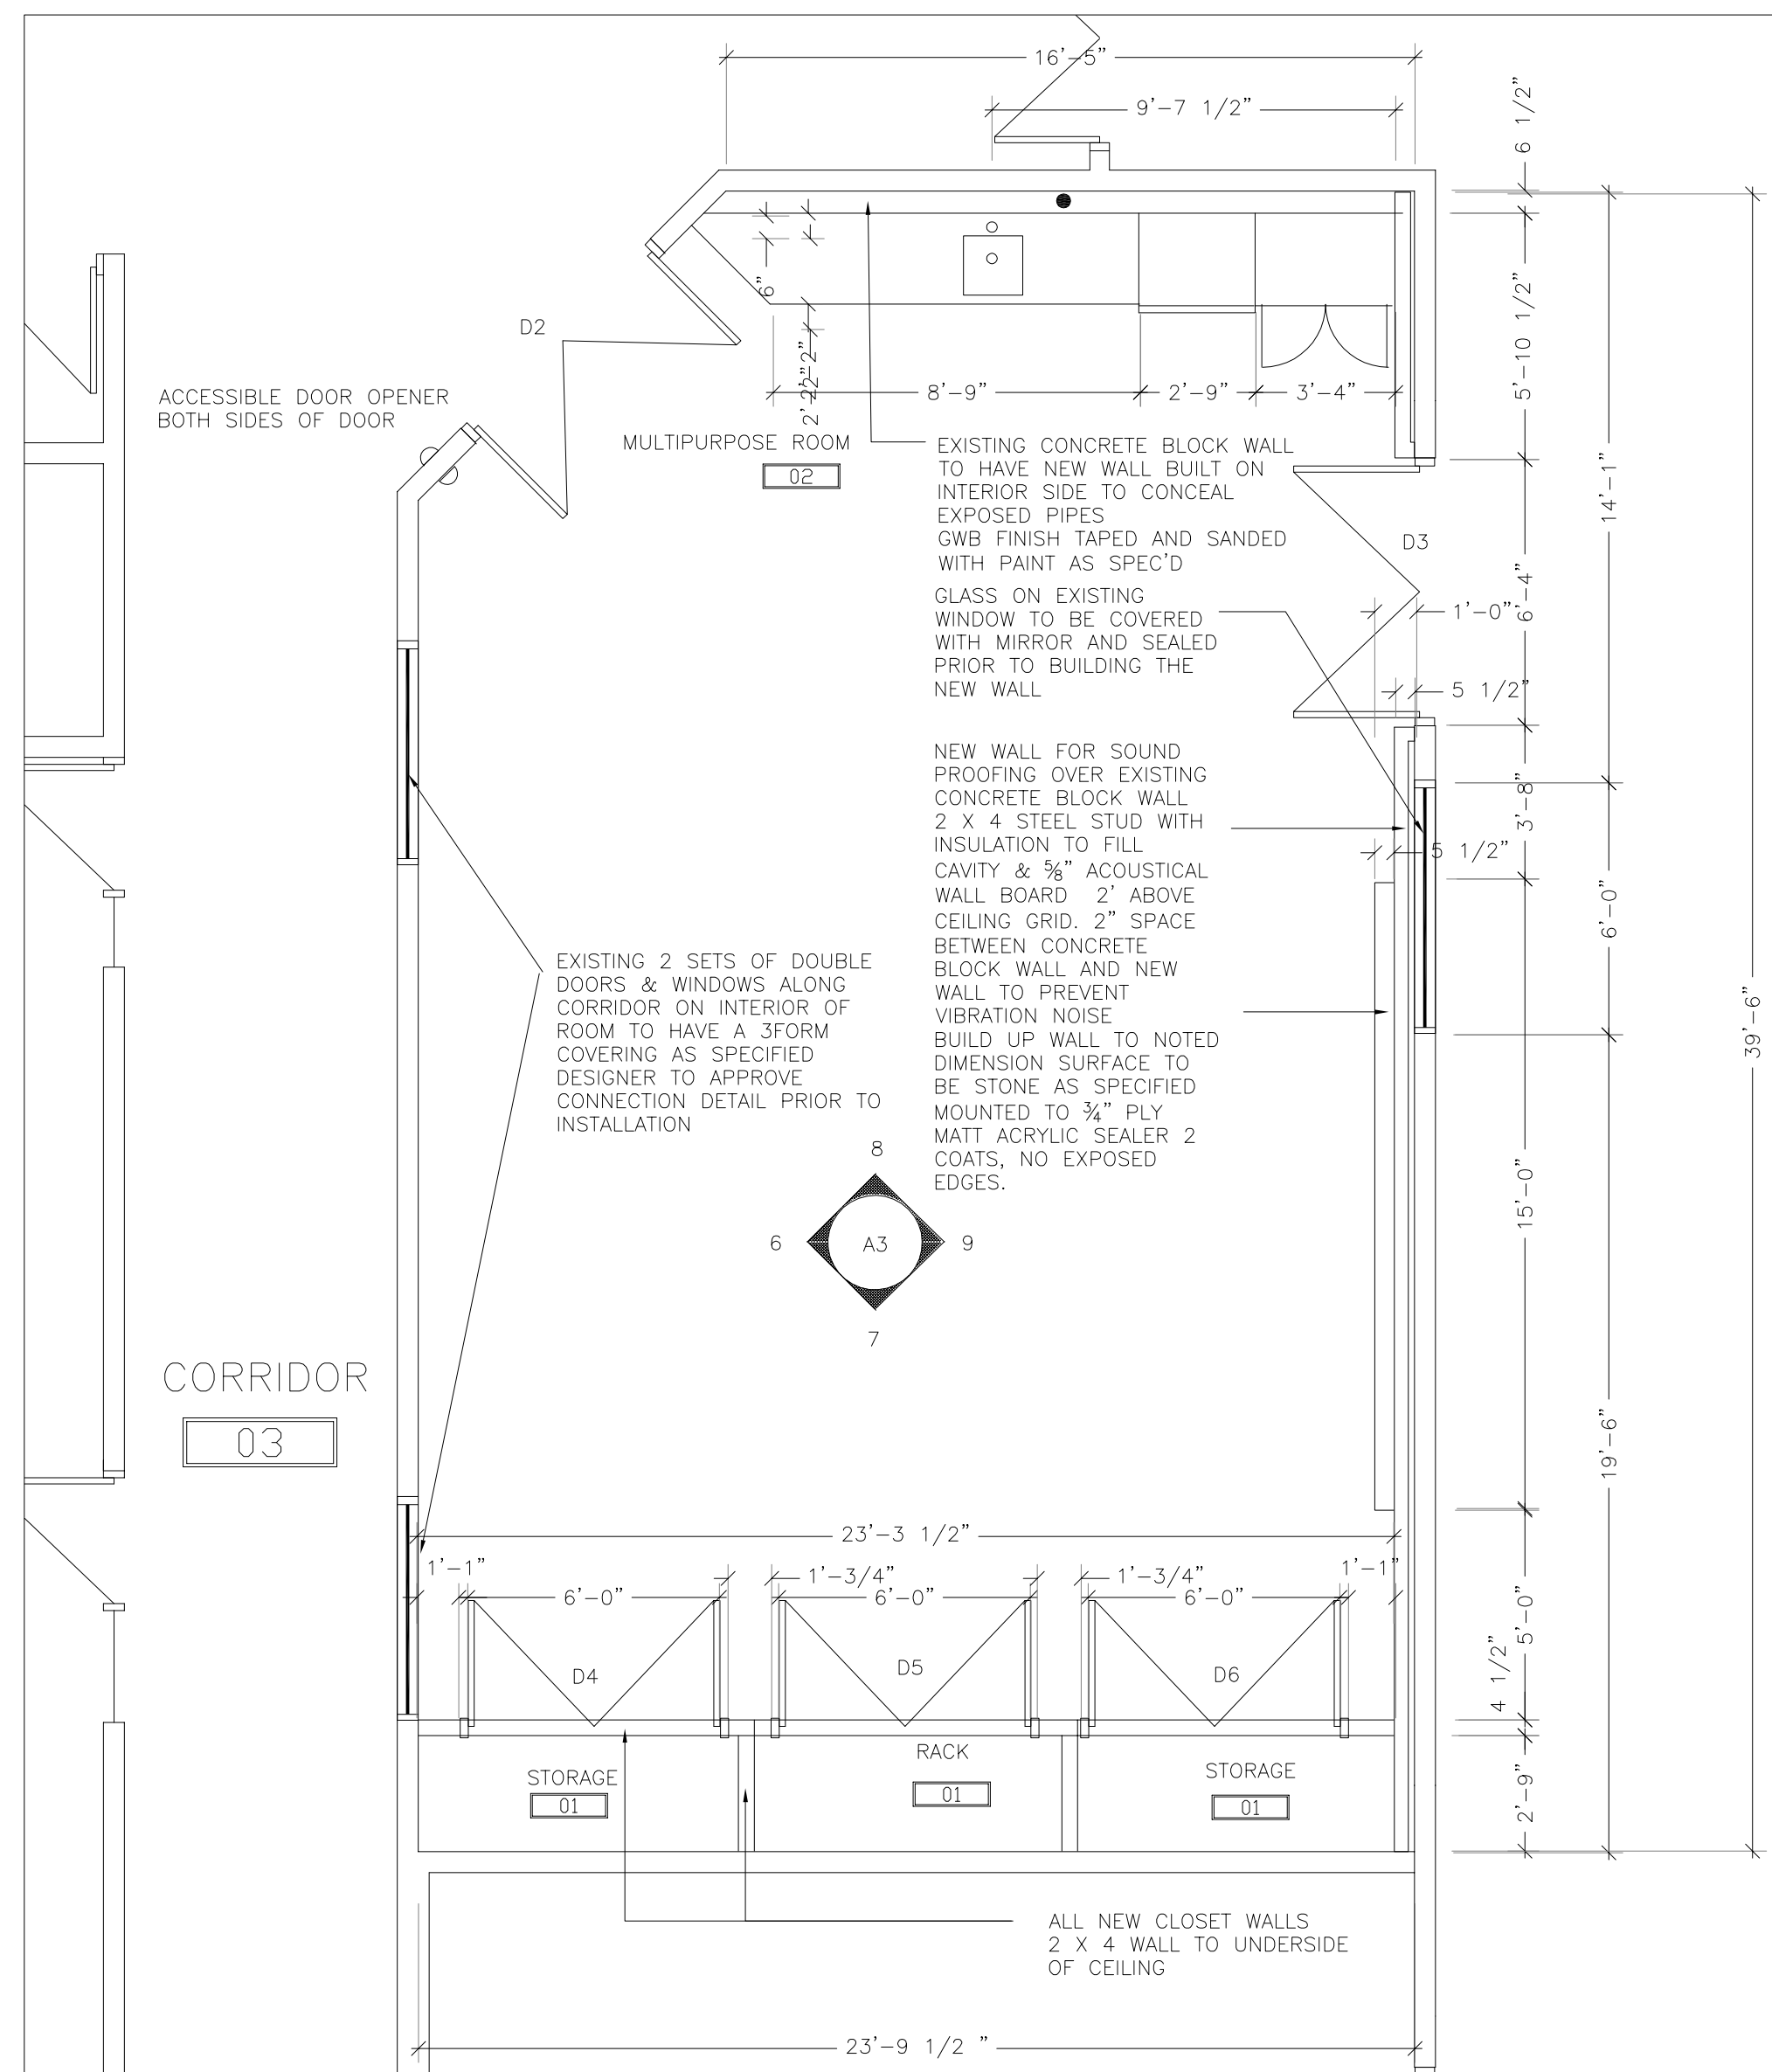 16'-5"
9'-7 1/2"
6 1/2"
D2
6"
5'-10 1/2"
ACCESSIBLE DOOR OPENER
BOTH SIDES OF DOOR
8'-9"
2'-9"
3'-4"
MULTIPURPOSE ROOM
02
EXISTING CONCRETE BLOCK WALL
TO HAVE NEW WALL BUILT ON
INTERIOR SIDE TO CONCEAL
EXPOSED PIPES
GWB FINISH TAPED AND SANDED
WITH PAINT AS SPEC'D
14'-1"
D3
6'-4"
GLASS ON EXISTING
WINDOW TO BE COVERED
WITH MIRROR AND SEALED
PRIOR TO BUILDING THE
NEW WALL
1'-0"
5 1/2"
NEW WALL FOR SOUND
PROOFING OVER EXISTING
CONCRETE BLOCK WALL
2 X 4 STEEL STUD WITH
INSULATION TO FILL
CAVITY & ⅝" ACOUSTICAL
WALL BOARD 2' ABOVE
CEILING GRID. 2" SPACE
BETWEEN CONCRETE
BLOCK WALL AND NEW
WALL TO PREVENT
VIBRATION NOISE
BUILD UP WALL TO NOTED
DIMENSION SURFACE TO
BE STONE AS SPECIFIED
MOUNTED TO ¾" PLY
MATT ACRYLIC SEALER 2
COATS, NO EXPOSED
EDGES.
3'-8"
5 1/2"
6'-0"
39'-6"
EXISTING 2 SETS OF DOUBLE
DOORS & WINDOWS ALONG
CORRIDOR ON INTERIOR OF
ROOM TO HAVE A 3FORM
COVERING AS SPECIFIED
DESIGNER TO APPROVE
CONNECTION DETAIL PRIOR TO
INSTALLATION
8
6
A3
9
7
15'-0"
CORRIDOR
03
19'-6"
23'-3 1/2"
1'-1"
1'-3/4"
1'-3/4"
1'-1"
6'-0"
6'-0"
6'-0"
5'-0"
4 1/2"
D4
D5
D6
STORAGE
01
RACK
01
STORAGE
01
2'-9"
ALL NEW CLOSET WALLS
2 X 4 WALL TO UNDERSIDE
OF CEILING
23'-9 1/2 "